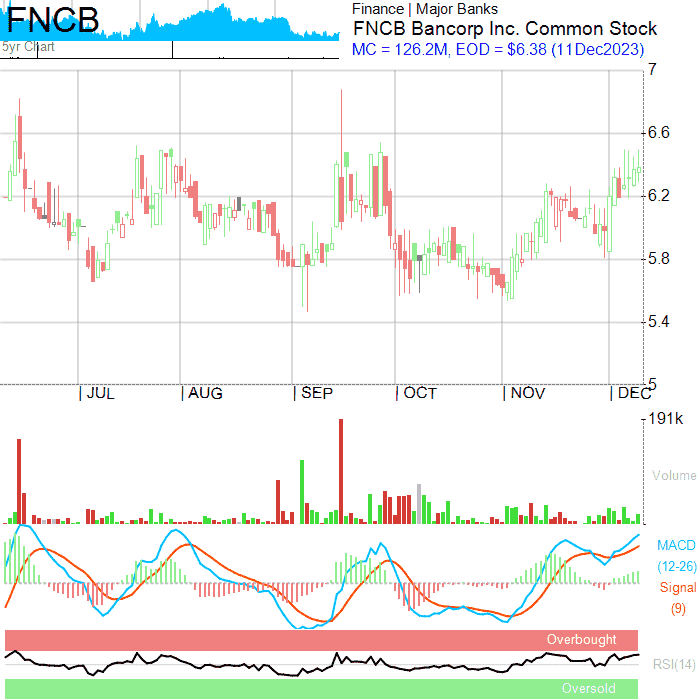 FNCB
5yr Chart
Finance | Major Banks
FNCB Bancorp Inc. Common Stock
MC = 126.2M, EOD = $6.38 (11Dec2023)
7
6.6
6.2
5.8
5.4
5
| JUL | AUG | SEP | OCT | NOV | DEC
191k
Volume
MACD
(12-26)
Signal
(9)
Overbought
RSI(14)
Oversold